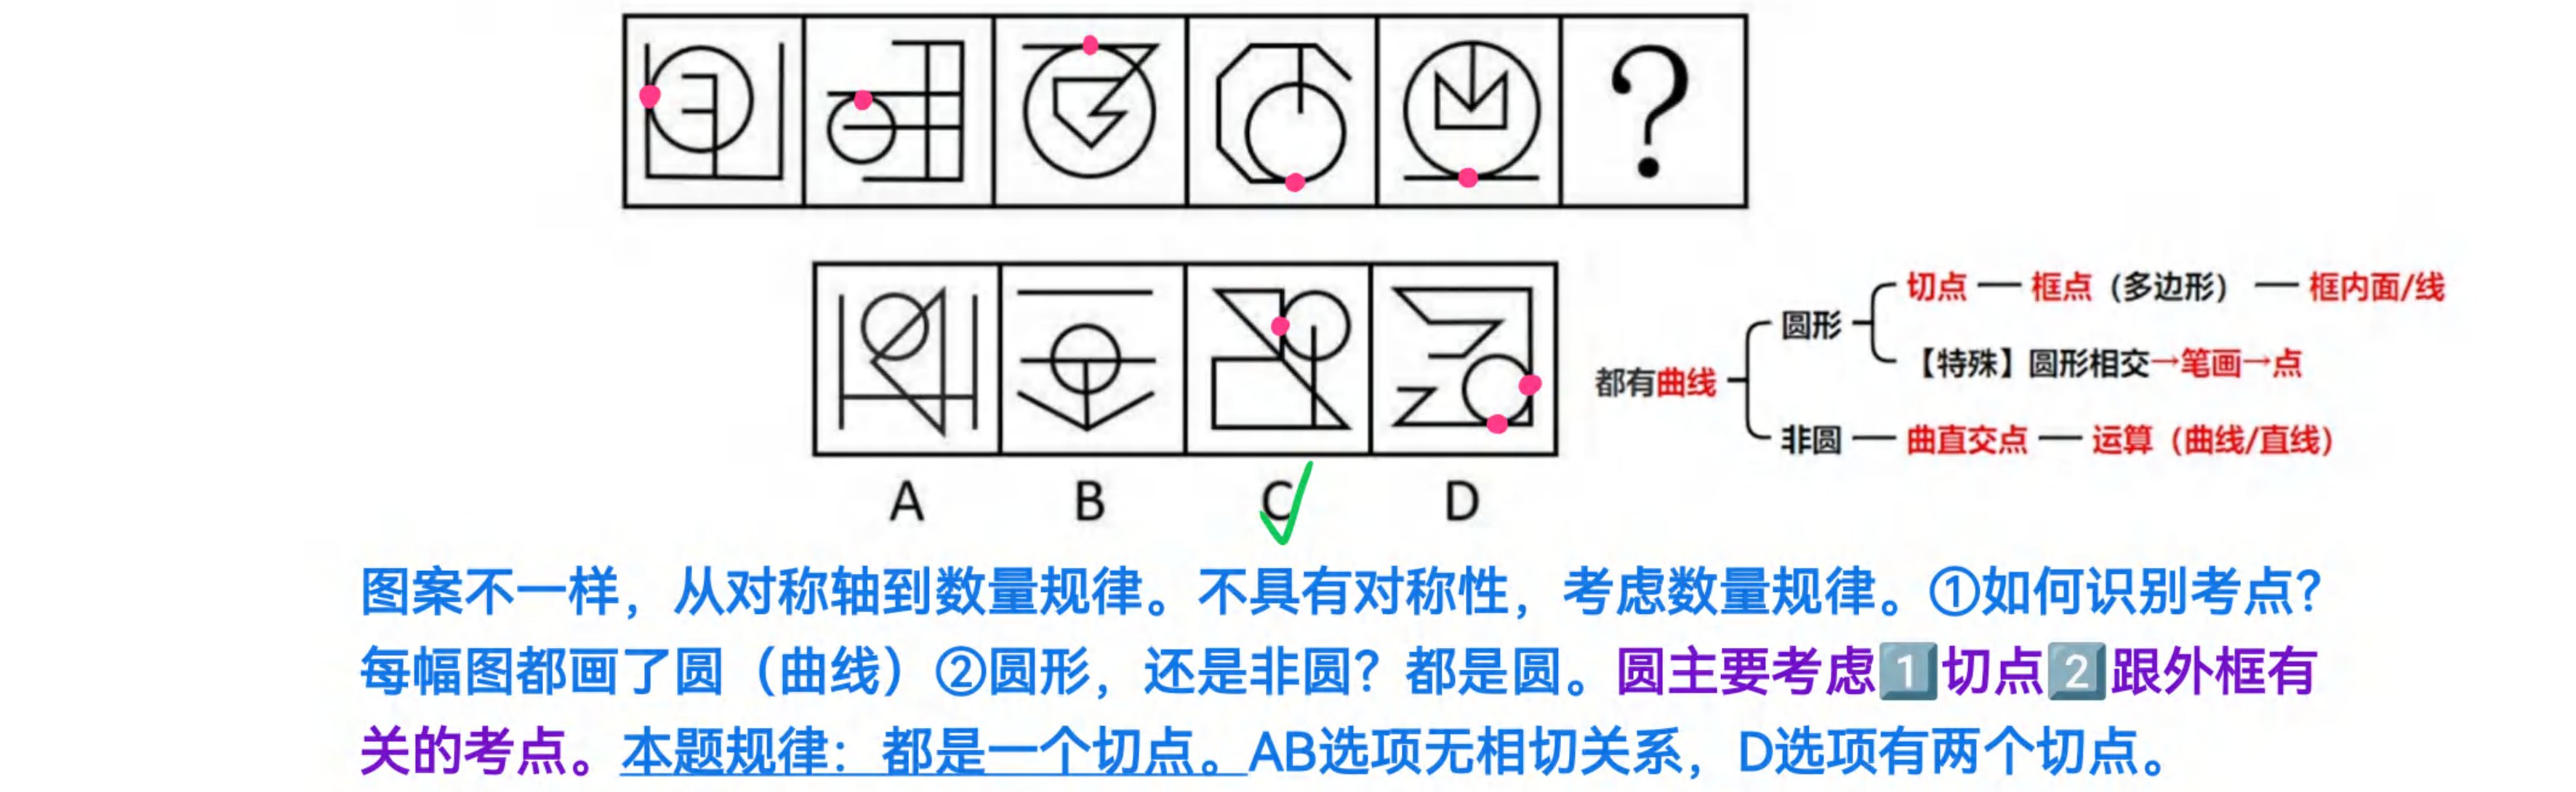 ?
切点 — 框点（多边形） — 框内面/线
圆形
都有曲线
【特殊】圆形相交→笔画→点
非圆 — 曲直交点 — 运算（曲线/直线）
A B C D
图案不一样，从对称轴到数量规律。不具有对称性，考虑数量规律。①如何识别考点？
每幅图都画了圆（曲线）②圆形，还是非圆？都是圆。圆主要考虑1️⃣切点2️⃣跟外框有
关的考点。本题规律：都是一个切点。AB选项无相切关系，D选项有两个切点。